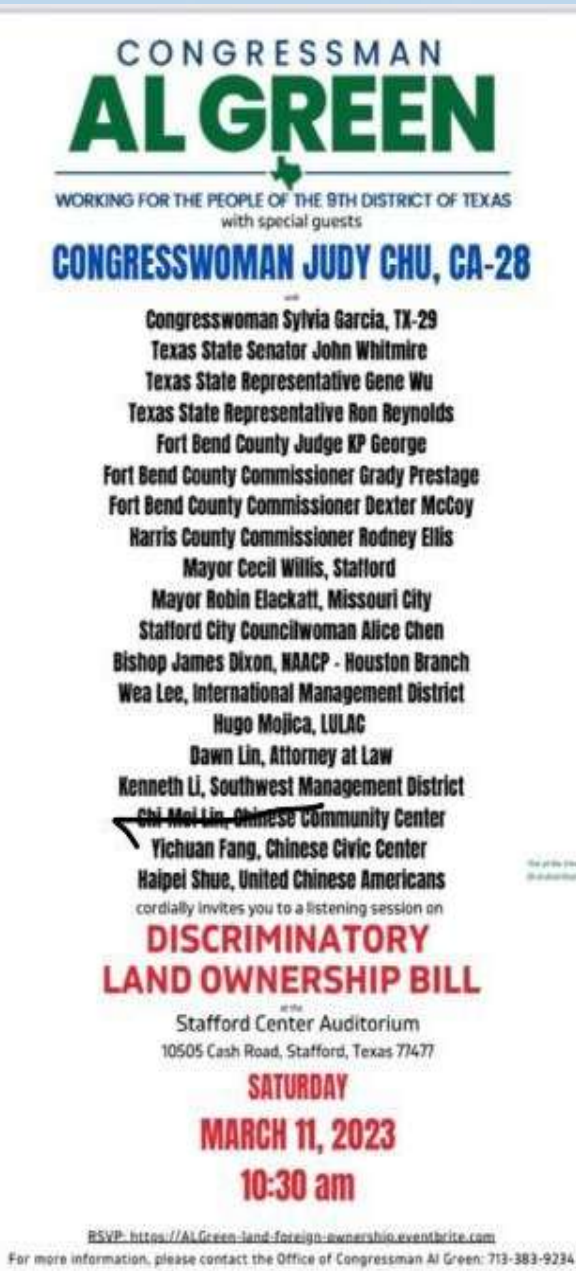 CONGRESSMAN
AL GREEN
WORKING FOR THE PEOPLE OF THE 9TH DISTRICT OF TEXAS
with special guests
CONGRESSWOMAN JUDY CHU, CA-28
with
Congresswoman Sylvia Garcia, TX-29
Texas State Senator John Whitmire
Texas State Representative Gene Wu
Texas State Representative Ron Reynolds
Fort Bend County Judge KP George
Fort Bend County Commissioner Grady Prestage
Fort Bend County Commissioner Dexter McCoy
Harris County Commissioner Rodney Ellis
Mayor Cecil Willis, Stafford
Mayor Robin Elackatt, Missouri City
Stafford City Councilwoman Alice Chen
Bishop James Dixon, NAACP - Houston Branch
Wea Lee, International Management District
Hugo Mojica, LULAC
Dawn Lin, Attorney at Law
Kenneth Li, Southwest Management District
Chi-Mei Lin, Chinese Community Center
Yichuan Fang, Chinese Civic Center
Haipei Shue, United Chinese Americans
cordially invites you to a listening session on
DISCRIMINATORY
LAND OWNERSHIP BILL
at the
Stafford Center Auditorium
10505 Cash Road, Stafford, Texas 77477
SATURDAY
MARCH 11, 2023
10:30 am
RSVP: https://ALGreen-land-foreign-ownership.eventbrite.com
For more information, please contact the Office of Congressman Al Green: 713-383-9234